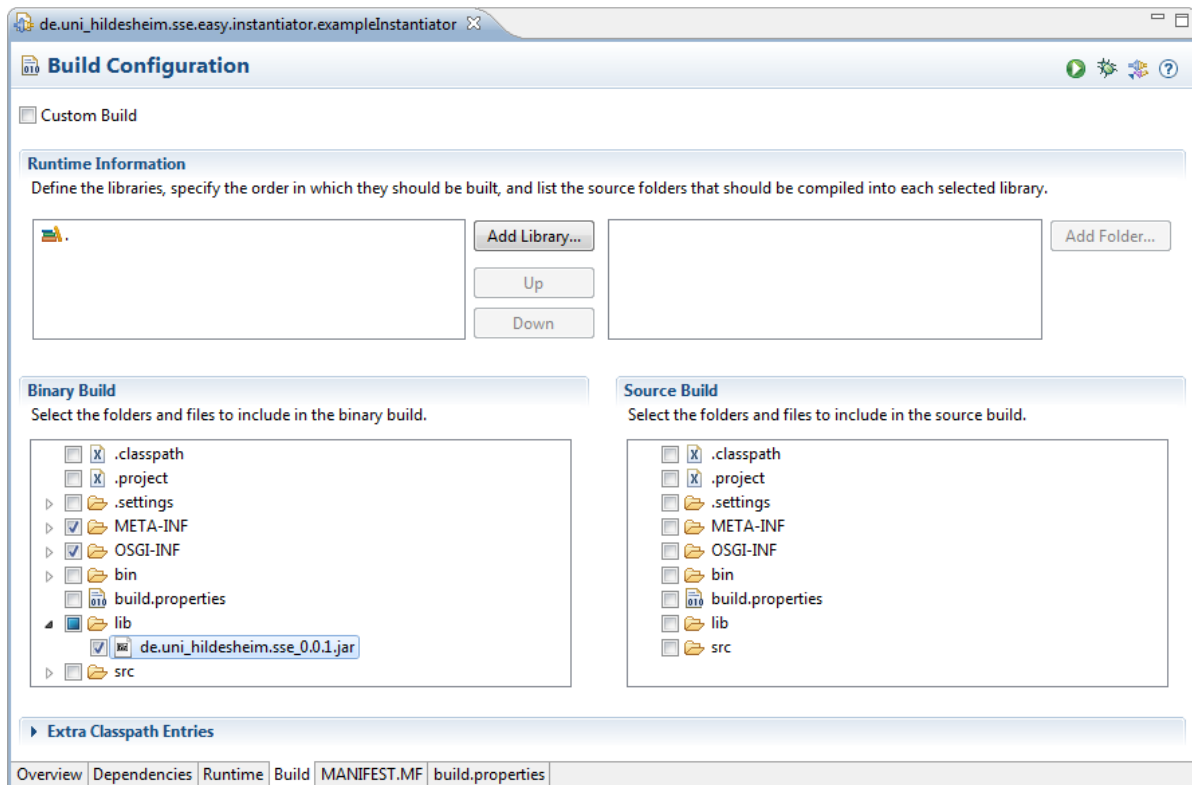 de.uni_hildesheim.sse.easy.instantiator.exampleInstantiator
Build Configuration
Custom Build
Runtime Information
Define the libraries, specify the order in which they should be built, and list the source folders that should be compiled into each selected library.
.
Add Library...
Add Folder...
Up
Down
Binary Build
Select the folders and files to include in the binary build.
.classpath
.project
.settings
META-INF
OSGI-INF
bin
build.properties
lib
de.uni_hildesheim.sse_0.0.1.jar
src
Source Build
Select the folders and files to include in the source build.
.classpath
.project
.settings
META-INF
OSGI-INF
bin
build.properties
lib
src
Extra Classpath Entries
Overview Dependencies Runtime Build MANIFEST.MF build.properties